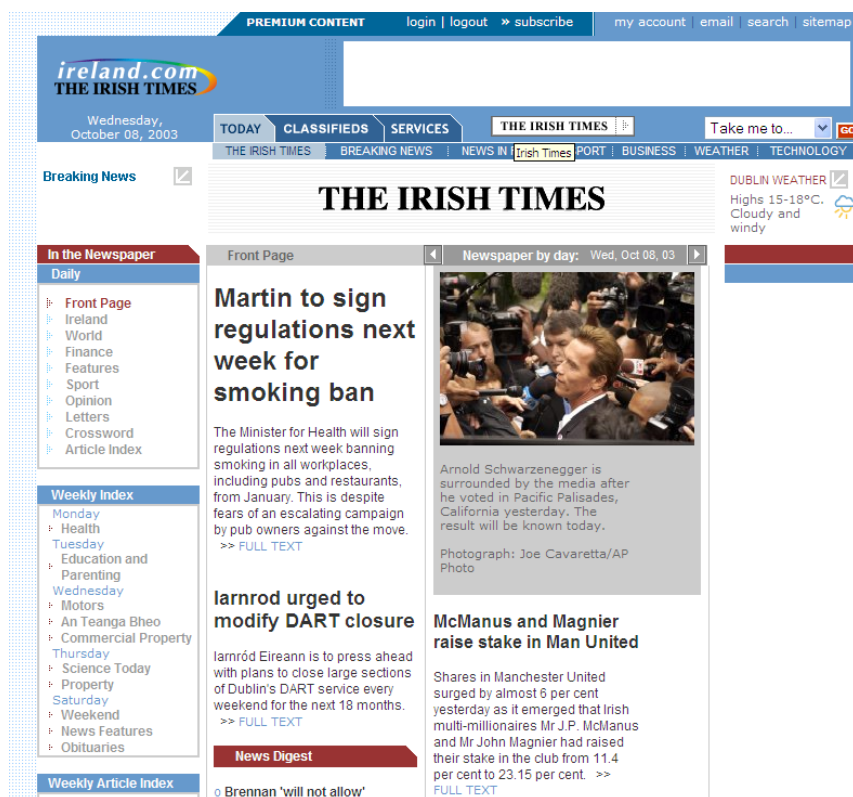 PREMIUM CONTENT login | logout » subscribe my account | email | search | sitemap
ireland.com
THE IRISH TIMES
Wednesday,
October 08, 2003
TODAY CLASSIFIEDS SERVICES THE IRISH TIMES Take me to... GO
THE IRISH TIMES BREAKING NEWS NEWS IN Irish Times PORT BUSINESS WEATHER TECHNOLOGY
Breaking News
THE IRISH TIMES
DUBLIN WEATHER
Highs 15-18°C.
Cloudy and
windy
In the Newspaper
Daily
Front Page
Ireland
World
Finance
Features
Sport
Opinion
Letters
Crossword
Article Index
Weekly Index
Monday
Health
Tuesday
Education and
Parenting
Wednesday
Motors
An Teanga Bheo
Commercial Property
Thursday
Science Today
Property
Saturday
Weekend
News Features
Obituaries
Weekly Article Index
Front Page
Newspaper by day: Wed, Oct 08, 03
Martin to sign
regulations next
week for
smoking ban
The Minister for Health will sign
regulations next week banning
smoking in all workplaces,
including pubs and restaurants,
from January. This is despite
fears of an escalating campaign
by pub owners against the move.
>> FULL TEXT
Iarnrod urged to
modify DART closure
Iarnród Eireann is to press ahead
with plans to close large sections
of Dublin's DART service every
weekend for the next 18 months.
>> FULL TEXT
News Digest
o Brennan 'will not allow'
Arnold Schwarzenegger is
surrounded by the media after
he voted in Pacific Palisades,
California yesterday. The
result will be known today.
Photograph: Joe Cavaretta/AP
Photo
McManus and Magnier
raise stake in Man United
Shares in Manchester United
surged by almost 6 per cent
yesterday as it emerged that Irish
multi-millionaires Mr J.P. McManus
and Mr John Magnier had raised
their stake in the club from 11.4
per cent to 23.15 per cent. >>
FULL TEXT